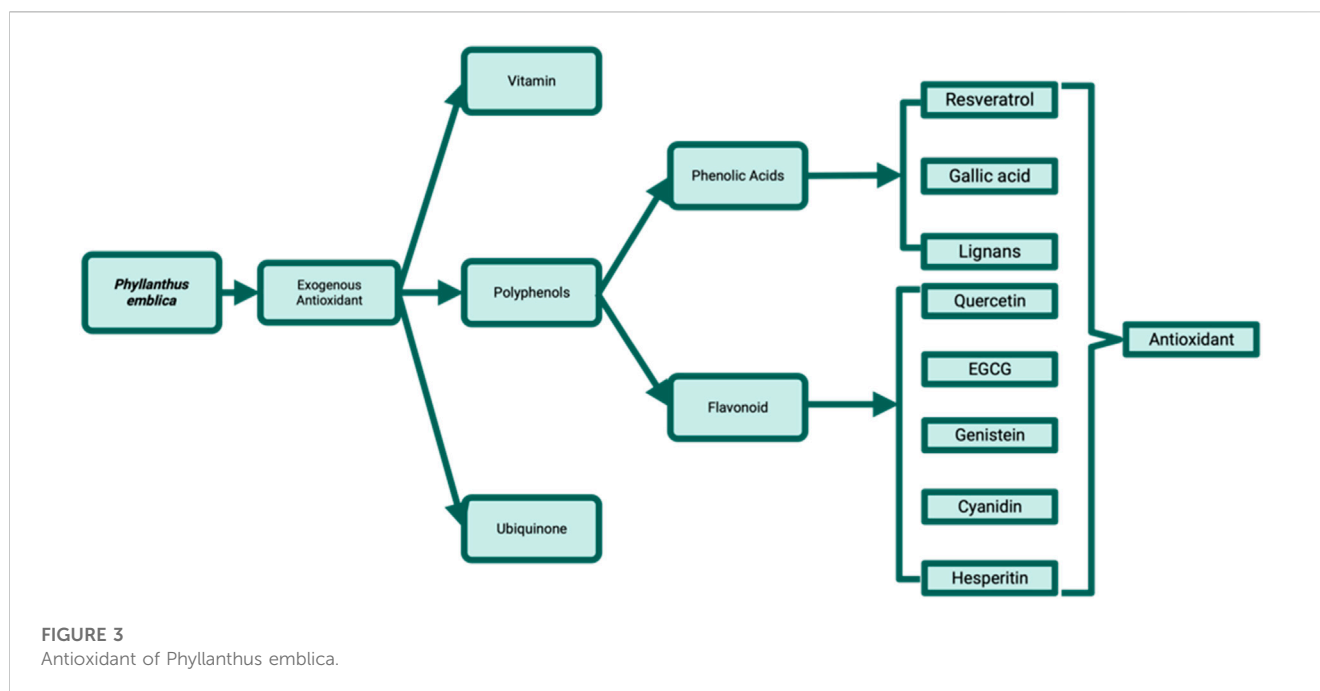 Vitamin
Resveratrol
Phenolic Acids
Gallic acid
Lignans
Phyllanthus
emblica
Exogenous
Antioxidant
Polyphenols
Quercetin
Antioxidant
EGCG
Flavonoid
Genistein
Cyanidin
Ubiquinone
Hesperitin
FIGURE 3
Antioxidant of Phyllanthus emblica.